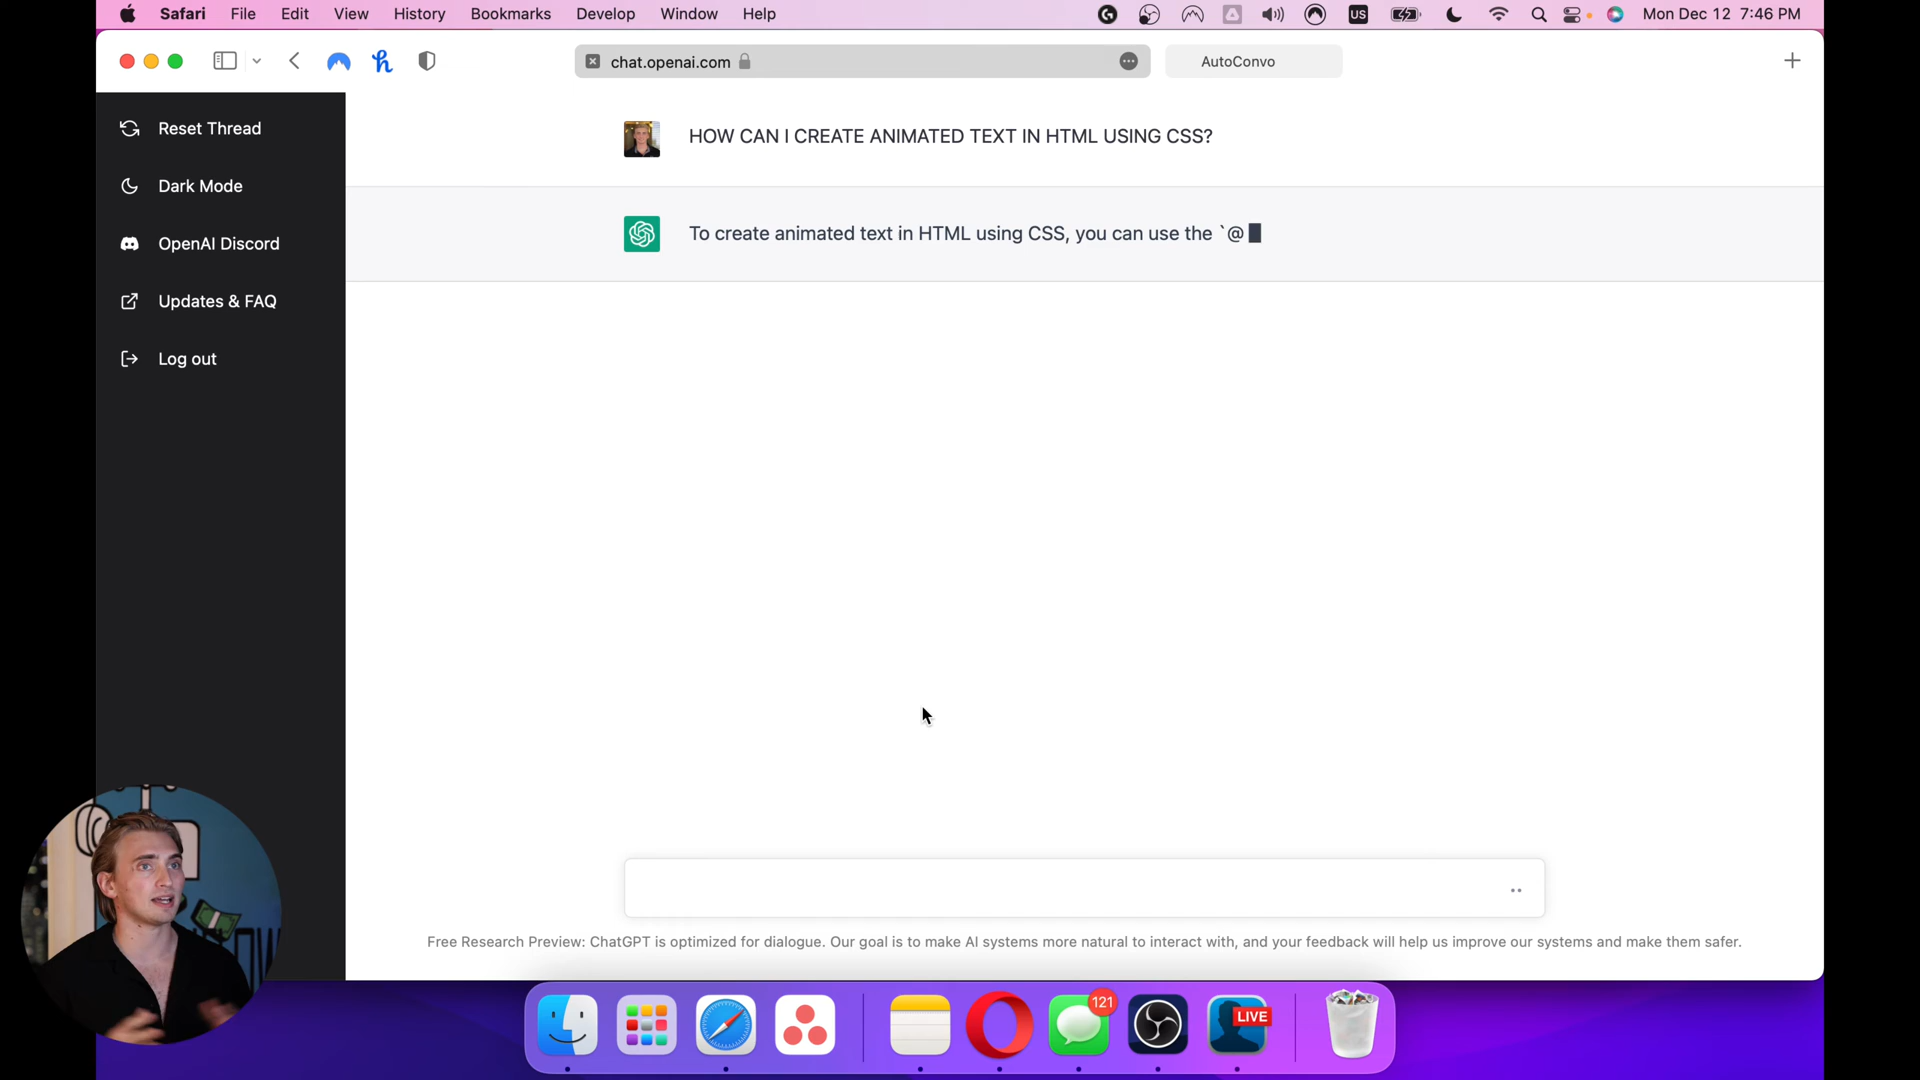 Safari File Edit View History Bookmarks Develop Window Help US Mon Dec 12 7:46 PM
chat.openai.com AutoConvo
Reset Thread
Dark Mode
OpenAI Discord
Updates & FAQ
Log out
HOW CAN I CREATE ANIMATED TEXT IN HTML USING CSS?
To create animated text in HTML using CSS, you can use the `@
Free Research Preview: ChatGPT is optimized for dialogue. Our goal is to make AI systems more natural to interact with, and your feedback will help us improve our systems and make them safer.
121
LIVE